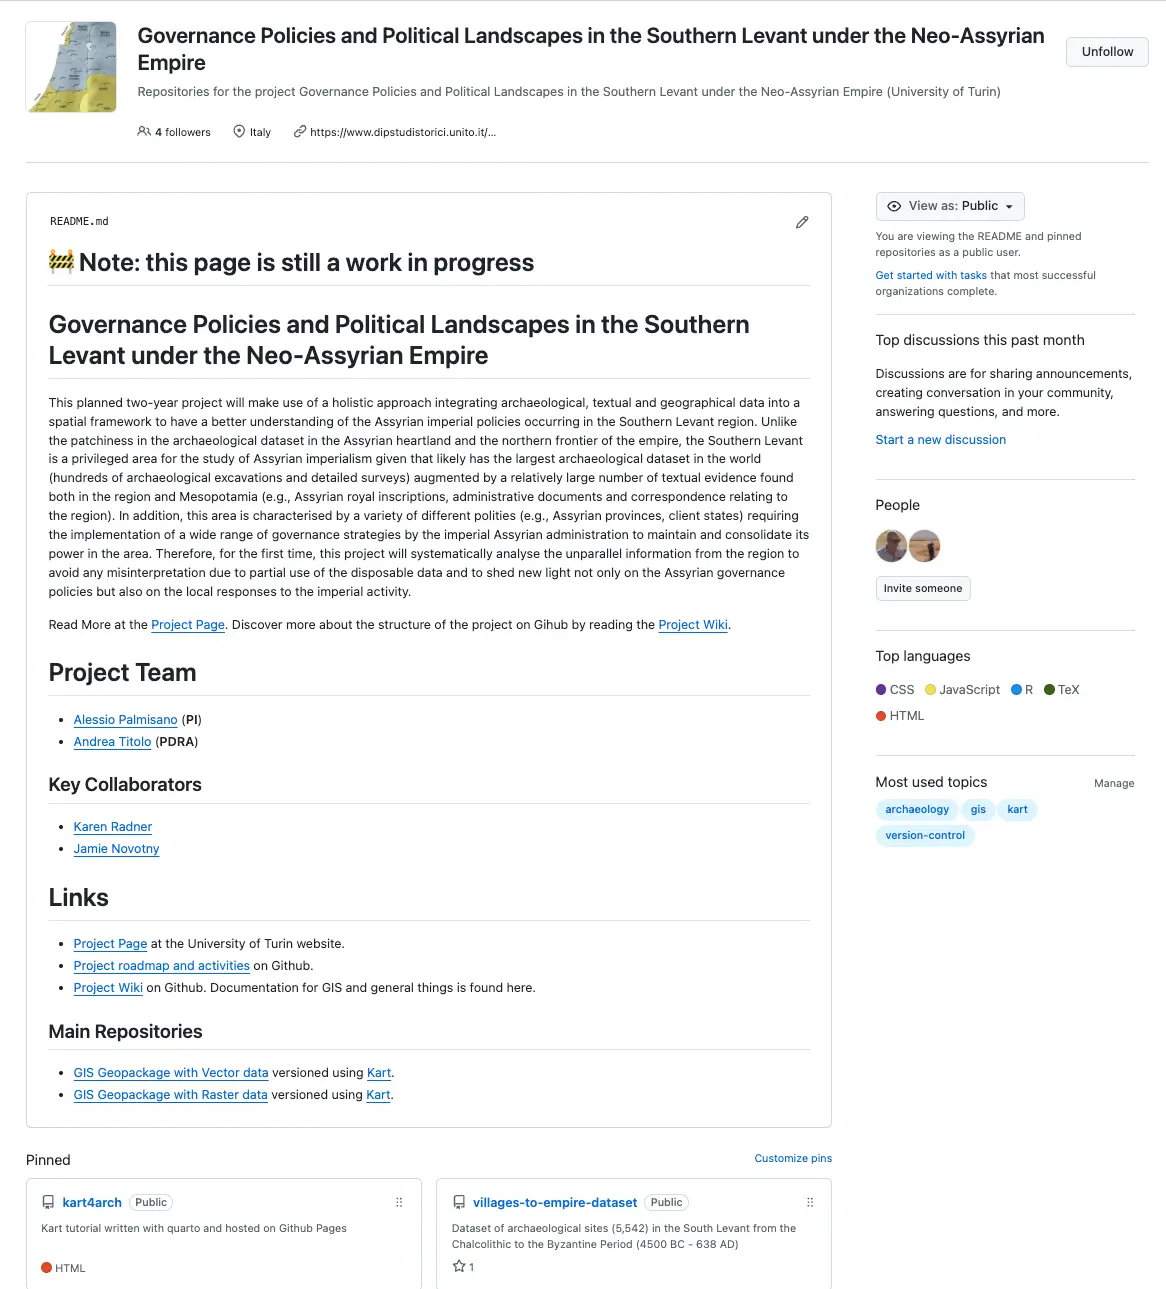 Governance Policies and Political Landscapes in the Southern Levant under the Neo-Assyrian
Empire
Unfollow
Repositories for the project Governance Policies and Political Landscapes in the Southern Levant under the Neo-Assyrian Empire (University of Turin)
4 followers Italy https://www.dipstudistorici.unito.it/...
README.md
🚧 Note: this page is still a work in progress
Governance Policies and Political Landscapes in the Southern
Levant under the Neo-Assyrian Empire
This planned two-year project will make use of a holistic approach integrating archaeological, textual and geographical data into a
spatial framework to have a better understanding of the Assyrian imperial policies occurring in the Southern Levant region. Unlike
the patchiness in the archaeological dataset in the Assyrian heartland and the northern frontier of the empire, the Southern Levant
is a privileged area for the study of Assyrian imperialism given that likely has the largest archaeological dataset in the world
(hundreds of archaeological excavations and detailed surveys) augmented by a relatively large number of textual evidence found
both in the region and Mesopotamia (e.g., Assyrian royal inscriptions, administrative documents and correspondence relating to
the region). In addition, this area is characterised by a variety of different polities (e.g., Assyrian provinces, client states) requiring
the implementation of a wide range of governance strategies by the imperial Assyrian administration to maintain and consolidate its
power in the area. Therefore, for the first time, this project will systematically analyse the unparallel information from the region to
avoid any misinterpretation due to partial use of the disposable data and to shed new light not only on the Assyrian governance
policies but also on the local responses to the imperial activity.
Read More at the Project Page. Discover more about the structure of the project on Gihub by reading the Project Wiki.
Project Team
• Alessio Palmisano (PI)
• Andrea Titolo (PDRA)
Key Collaborators
• Karen Radner
• Jamie Novotny
Links
• Project Page at the University of Turin website.
• Project roadmap and activities on Github.
• Project Wiki on Github. Documentation for GIS and general things is found here.
Main Repositories
• GIS Geopackage with Vector data versioned using Kart.
• GIS Geopackage with Raster data versioned using Kart.
View as: Public
You are viewing the README and pinned
repositories as a public user.
Get started with tasks that most successful
organizations complete.
Top discussions this past month
Discussions are for sharing announcements,
creating conversation in your community,
answering questions, and more.
Start a new discussion
People
Invite someone
Top languages
CSS JavaScript R TeX
HTML
Most used topics Manage
archaeology gis kart
version-control
Pinned Customize pins
kart4arch Public
Kart tutorial written with quarto and hosted on Github Pages
HTML
villages-to-empire-dataset Public
Dataset of archaeological sites (5,542) in the South Levant from the
Chalcolithic to the Byzantine Period (4500 BC - 638 AD)
1